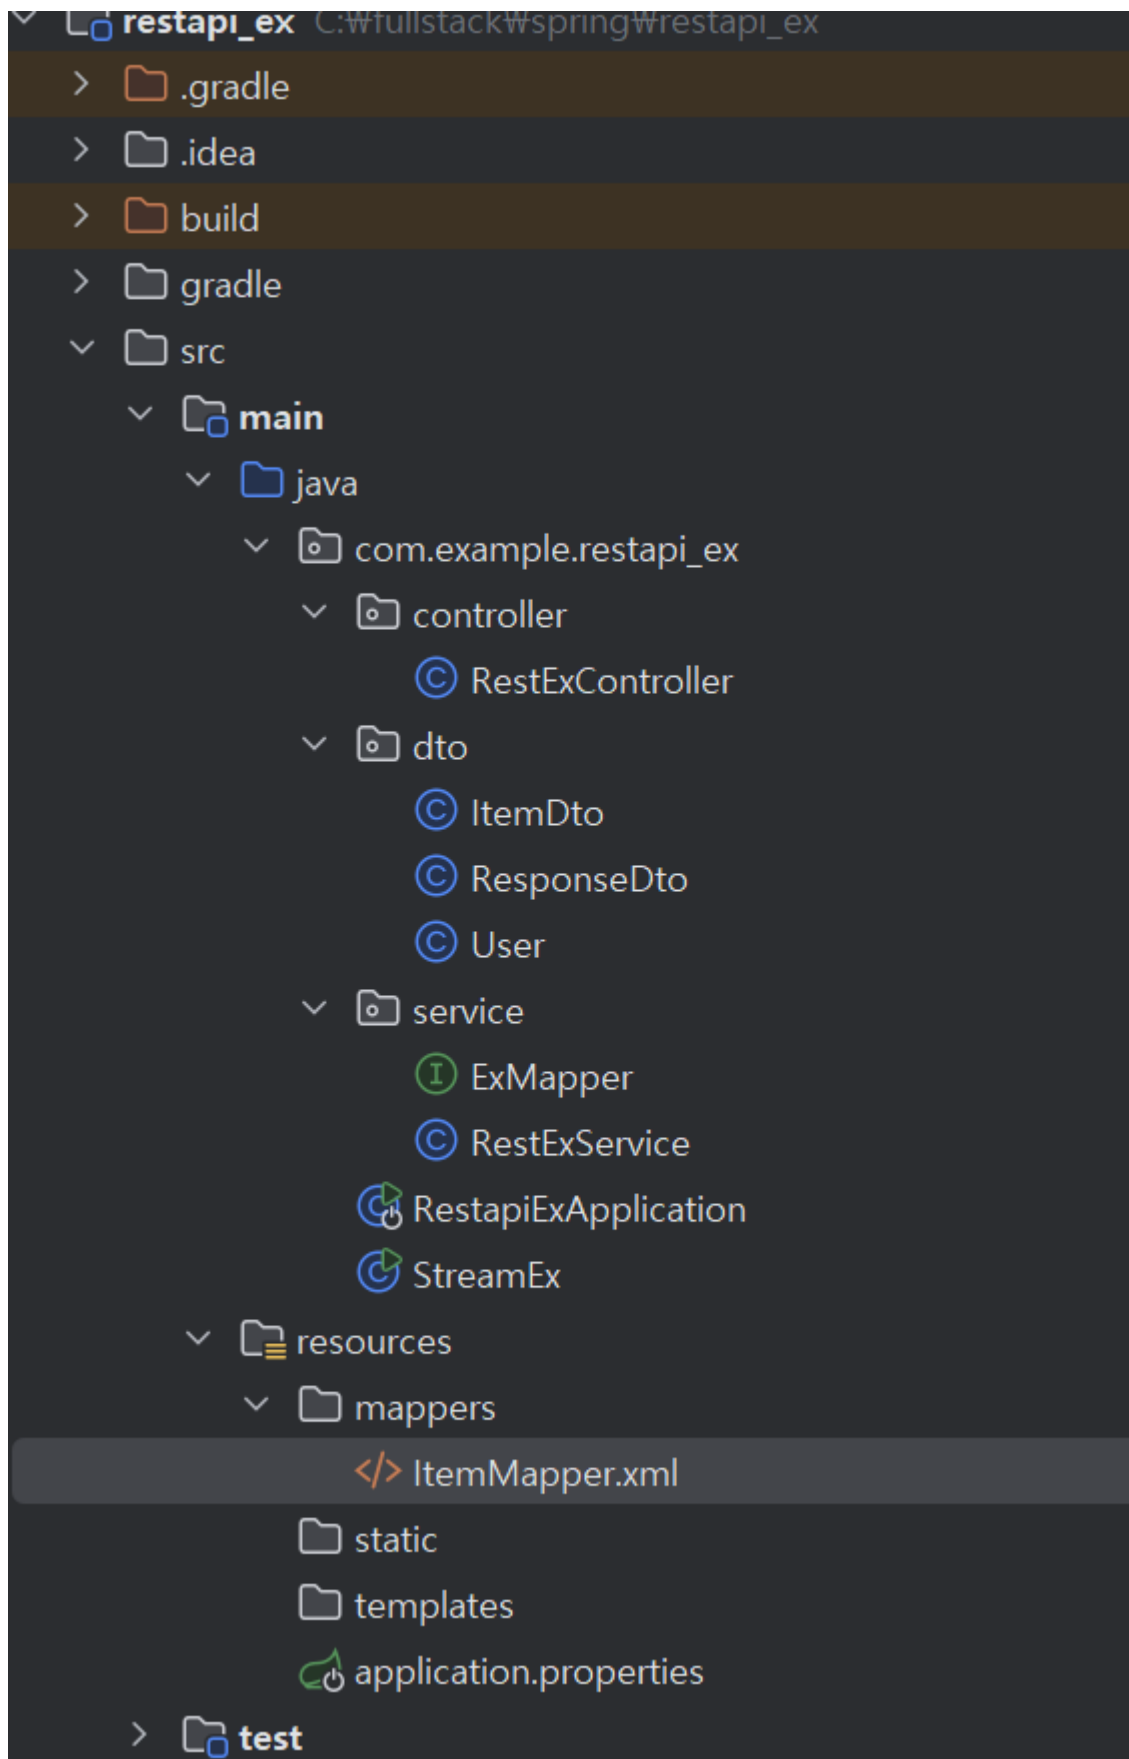 restapi_ex C:₩fullstack₩spring₩restapi_ex
.gradle
.idea
build
gradle
src
main
java
com.example.restapi_ex
controller
RestExController
dto
ItemDto
ResponseDto
User
service
ExMapper
RestExService
RestapiExApplication
StreamEx
resources
mappers
ItemMapper.xml
static
templates
application.properties
test